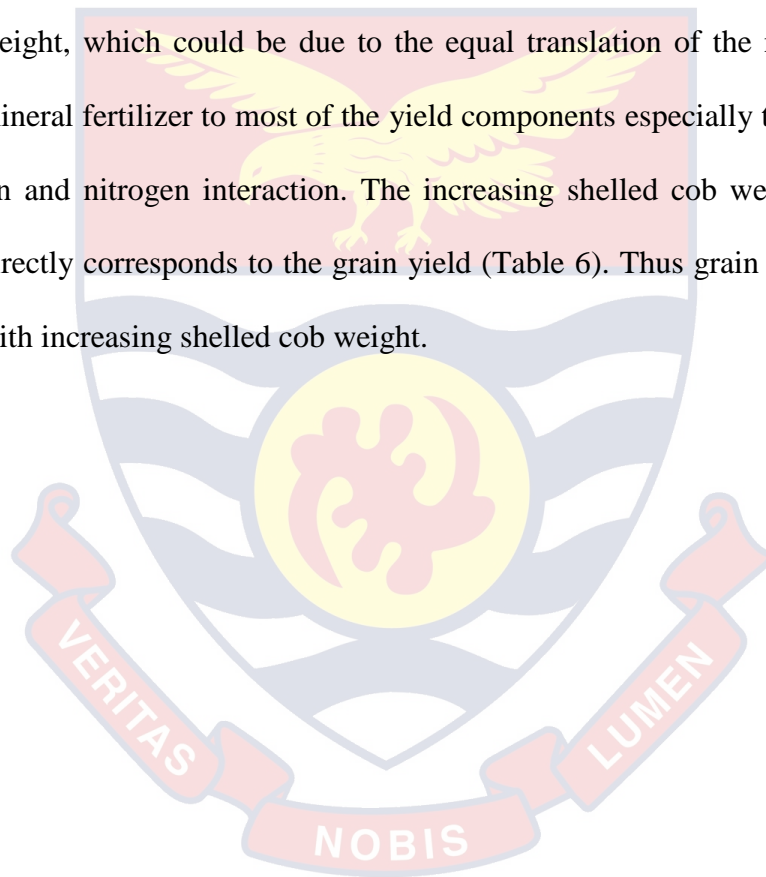 eight, which could be due to the equal translation of the
ineral fertilizer to most of the yield components especially
n and nitrogen interaction. The increasing shelled cob
rectly corresponds to the grain yield (Table 6). Thus grain
ith increasing shelled cob weight.
VERITAS
NOBIS
LUMEN